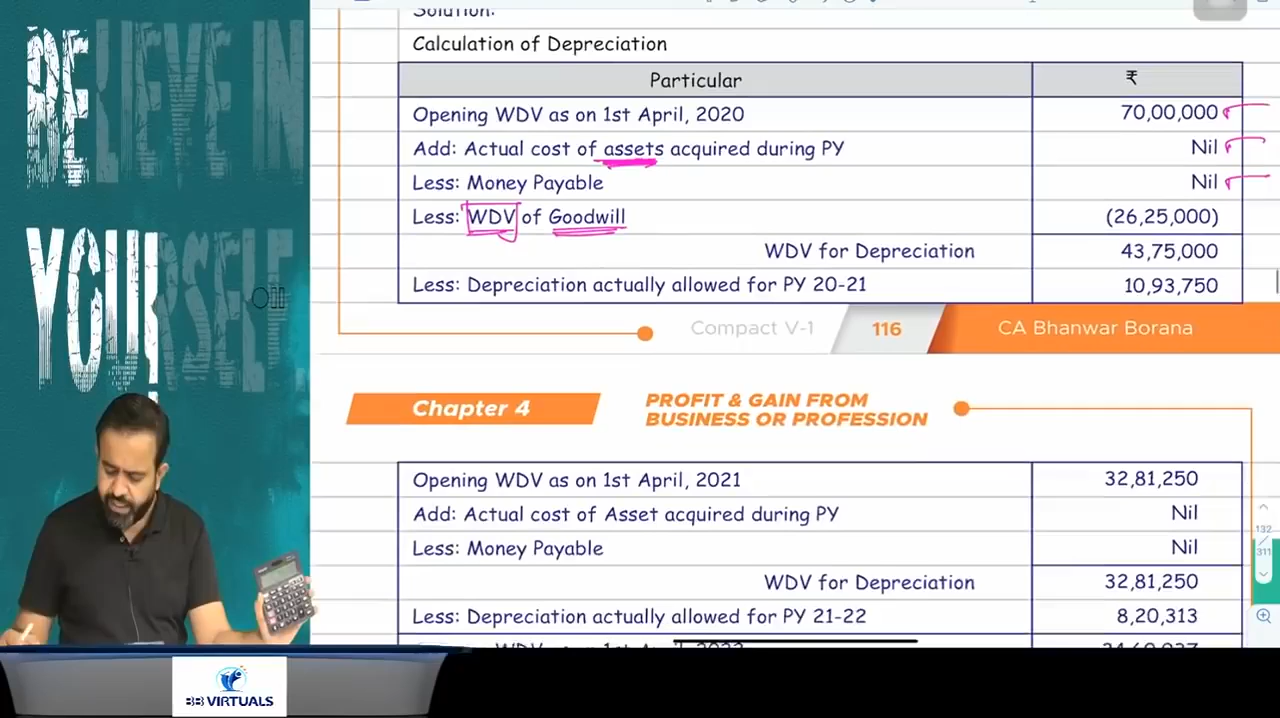 BELIEVE IN
YOURSELF
Solution:
Calculation of Depreciation
Particular ₹
Opening WDV as on 1st April, 2020 70,00,000
Add: Actual cost of assets acquired during PY Nil
Less: Money Payable Nil
Less: WDV of Goodwill (26,25,000)
WDV for Depreciation 43,75,000
Less: Depreciation actually allowed for PY 20-21 10,93,750
Compact V-1 116 CA Bhanwar Borana
Chapter 4 PROFIT & GAIN FROM
BUSINESS OR PROFESSION
Opening WDV as on 1st April, 2021 32,81,250
Add: Actual cost of Asset acquired during PY Nil
Less: Money Payable Nil
WDV for Depreciation 32,81,250
Less: Depreciation actually allowed for PY 21-22 8,20,313
132
311
BB VIRTUALS